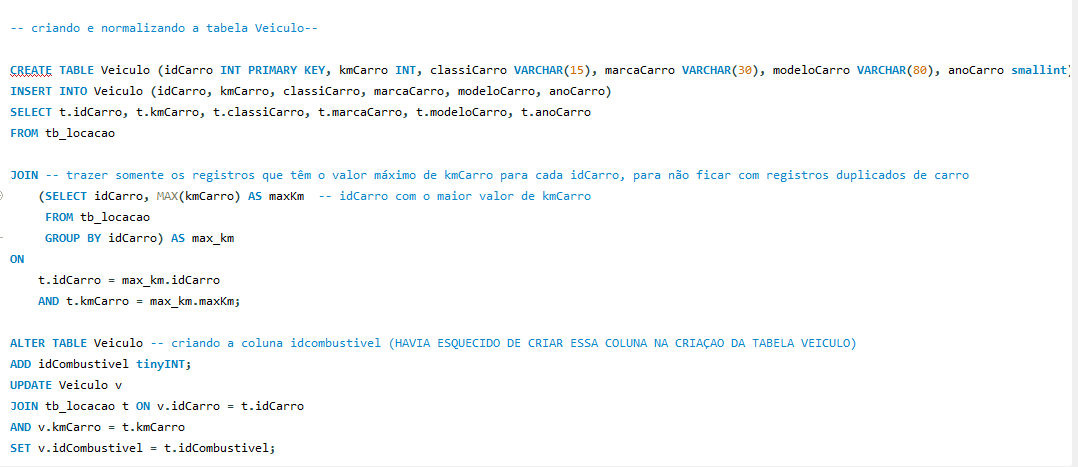 -- criando e normalizando a tabela Veiculo--
CREATE TABLE Veiculo (idCarro INT PRIMARY KEY, kmCarro INT, classiCarro VARCHAR(15), marcaCarro VARCHAR(30), modeloCarro VARCHAR(80), anoCarro smallint)
INSERT INTO Veiculo (idCarro, kmCarro, classiCarro, marcaCarro, modeloCarro, anoCarro)
SELECT t.idCarro, t.kmCarro, t.classiCarro, t.marcaCarro, t.modeloCarro, t.anoCarro
FROM tb_locacao
JOIN -- trazer somente os registros que têm o valor máximo de kmCarro para cada idCarro, para não ficar com registros duplicados de carro
(SELECT idCarro, MAX(kmCarro) AS maxKm -- idCarro com o maior valor de kmCarro
FROM tb_locacao
GROUP BY idCarro) AS max_km
ON
t.idCarro = max_km.idCarro
AND t.kmCarro = max_km.maxKm;
ALTER TABLE Veiculo -- criando a coluna idcombustivel (HAVIA ESQUECIDO DE CRIAR ESSA COLUNA NA CRIAÇAO DA TABELA VEICULO)
ADD idCombustivel tinyINT;
UPDATE Veiculo v
JOIN tb_locacao t ON v.idCarro = t.idCarro
AND v.kmCarro = t.kmCarro
SET v.idCombustivel = t.idCombustivel;